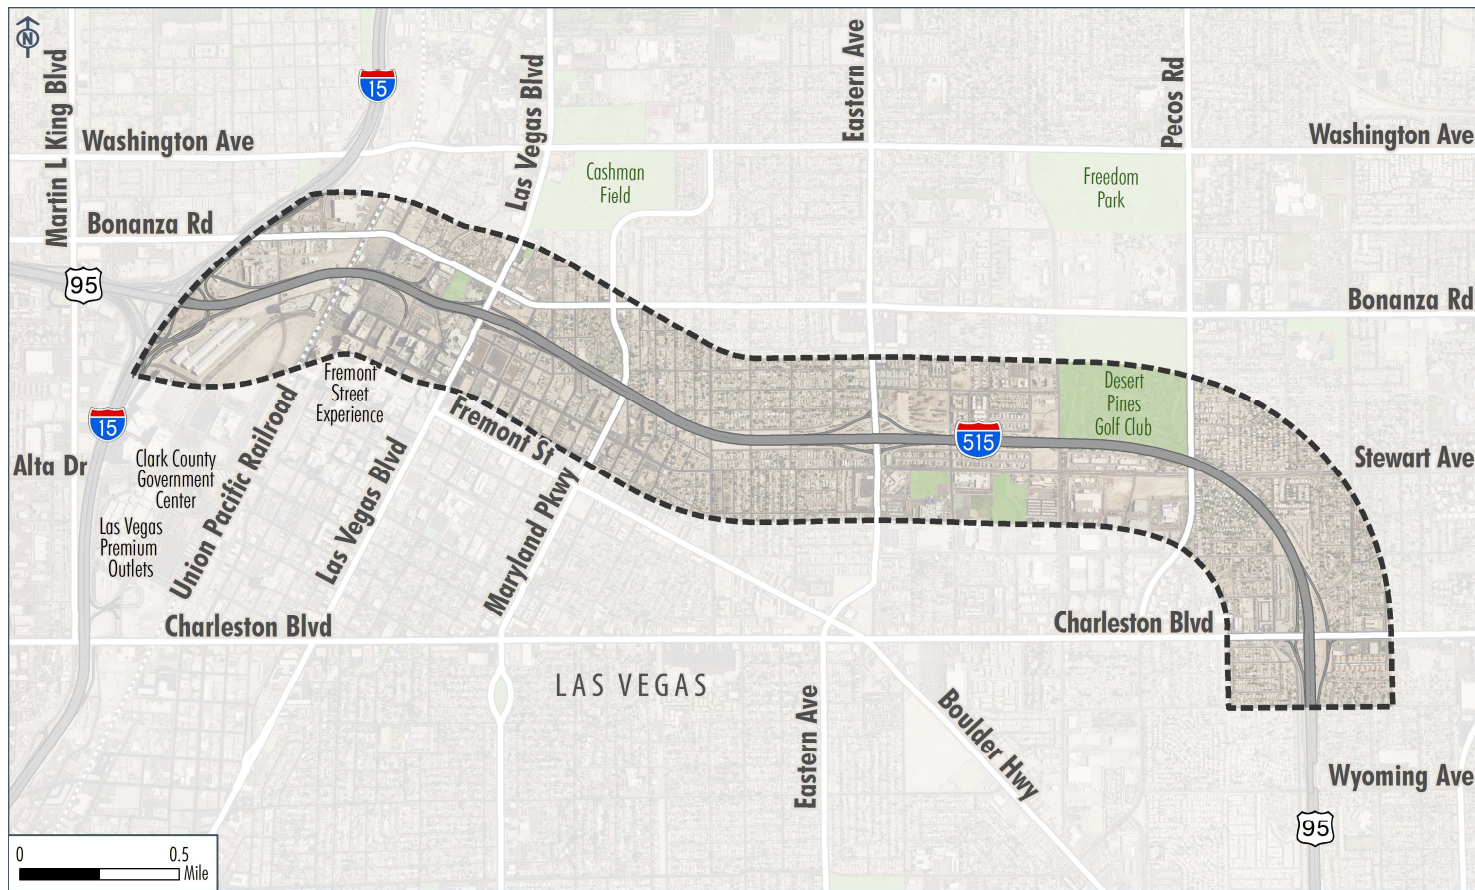 N
Martin L King Blvd
15
Las Vegas Blvd
Eastern Ave
Pecos Rd
Washington Ave
Washington Ave
Cashman
Field
Freedom
Park
Bonanza Rd
95
Bonanza Rd
Fremont
Street
Experience
Desert
Pines
Golf Club
15
Fremont St
515
Alta Dr
Clark County
Government
Center
Stewart Ave
Las Vegas
Premium
Outlets
Union Pacific Railroad
Las Vegas Blvd
Maryland Pkwy
Charleston Blvd
Charleston Blvd
LAS VEGAS
Eastern Ave
Boulder Hwy
Wyoming Ave
95
0 0.5
Mile